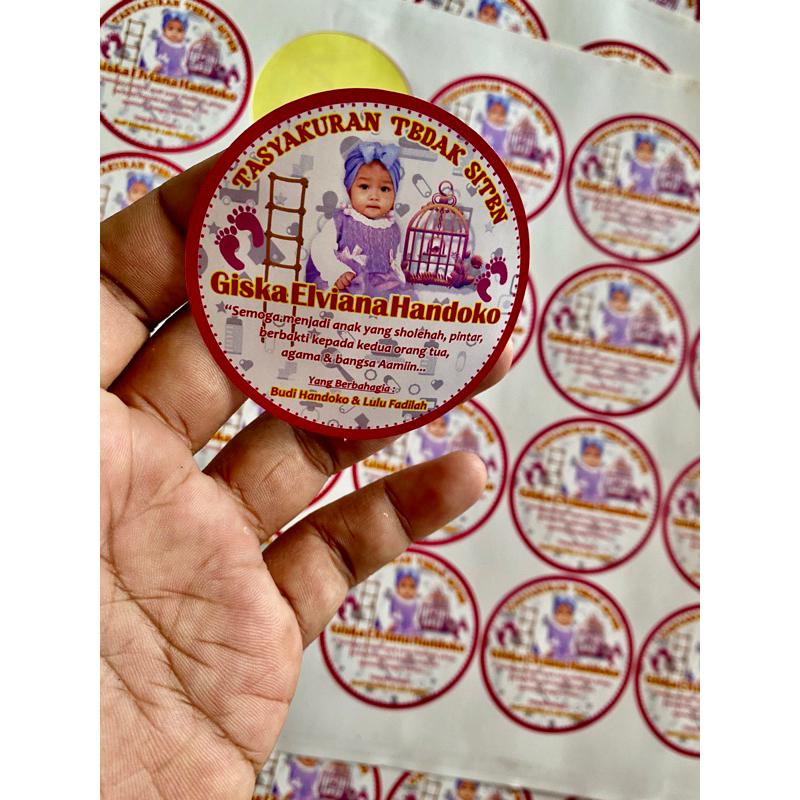 TASYAKURAN TEDAK SITEN
Giska Elviana Handoko
"Semoga menjadi anak yang sholehah, pintar,
berbakti kepada kedua orang tua,
agama & bangsa Aamiin...
Yang Berbahagia :
Budi Handoko & Lulu Fadilah